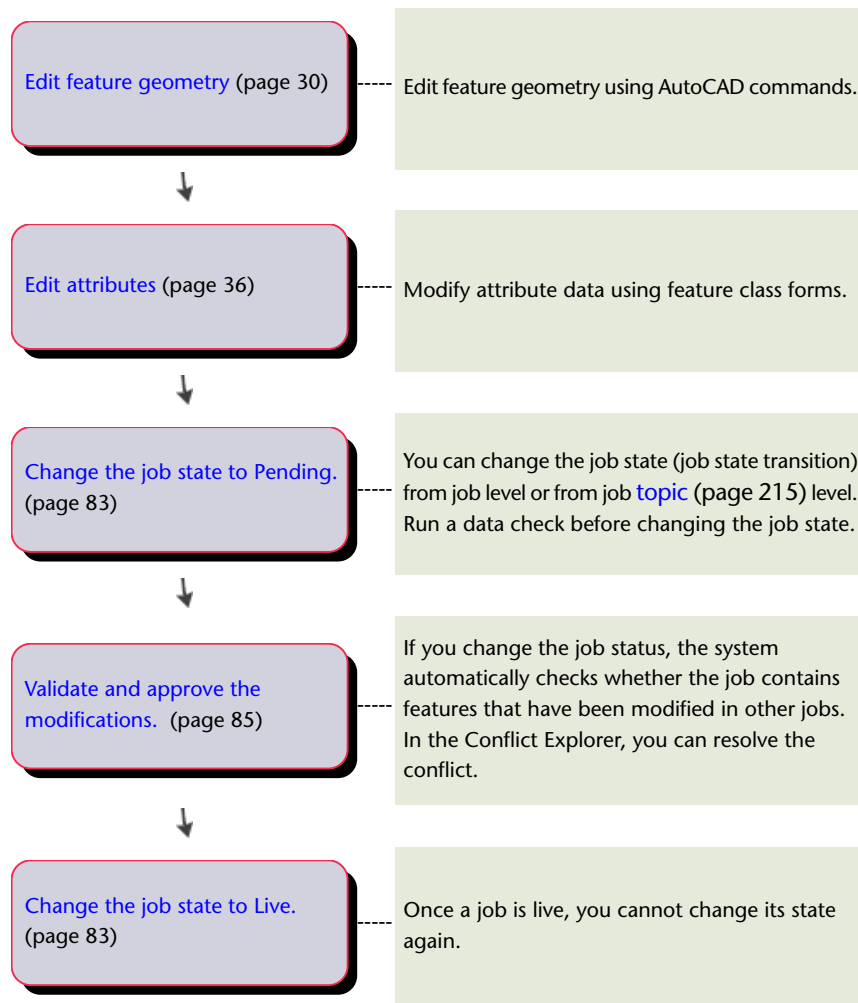 Edit feature geometry (page 30)
Edit feature geometry using AutoCAD commands.
Edit attributes (page 36)
Modify attribute data using feature class forms.
Change the job state to Pending.
(page 83)
You can change the job state (job state transition)
from job level or from job topic (page 215) level.
Run a data check before changing the job state.
Validate and approve the
modifications. (page 85)
If you change the job status, the system
automatically checks whether the job contains
features that have been modified in other jobs.
In the Conflict Explorer, you can resolve the
conflict.
Change the job state to Live.
(page 83)
Once a job is live, you cannot change its state
again.